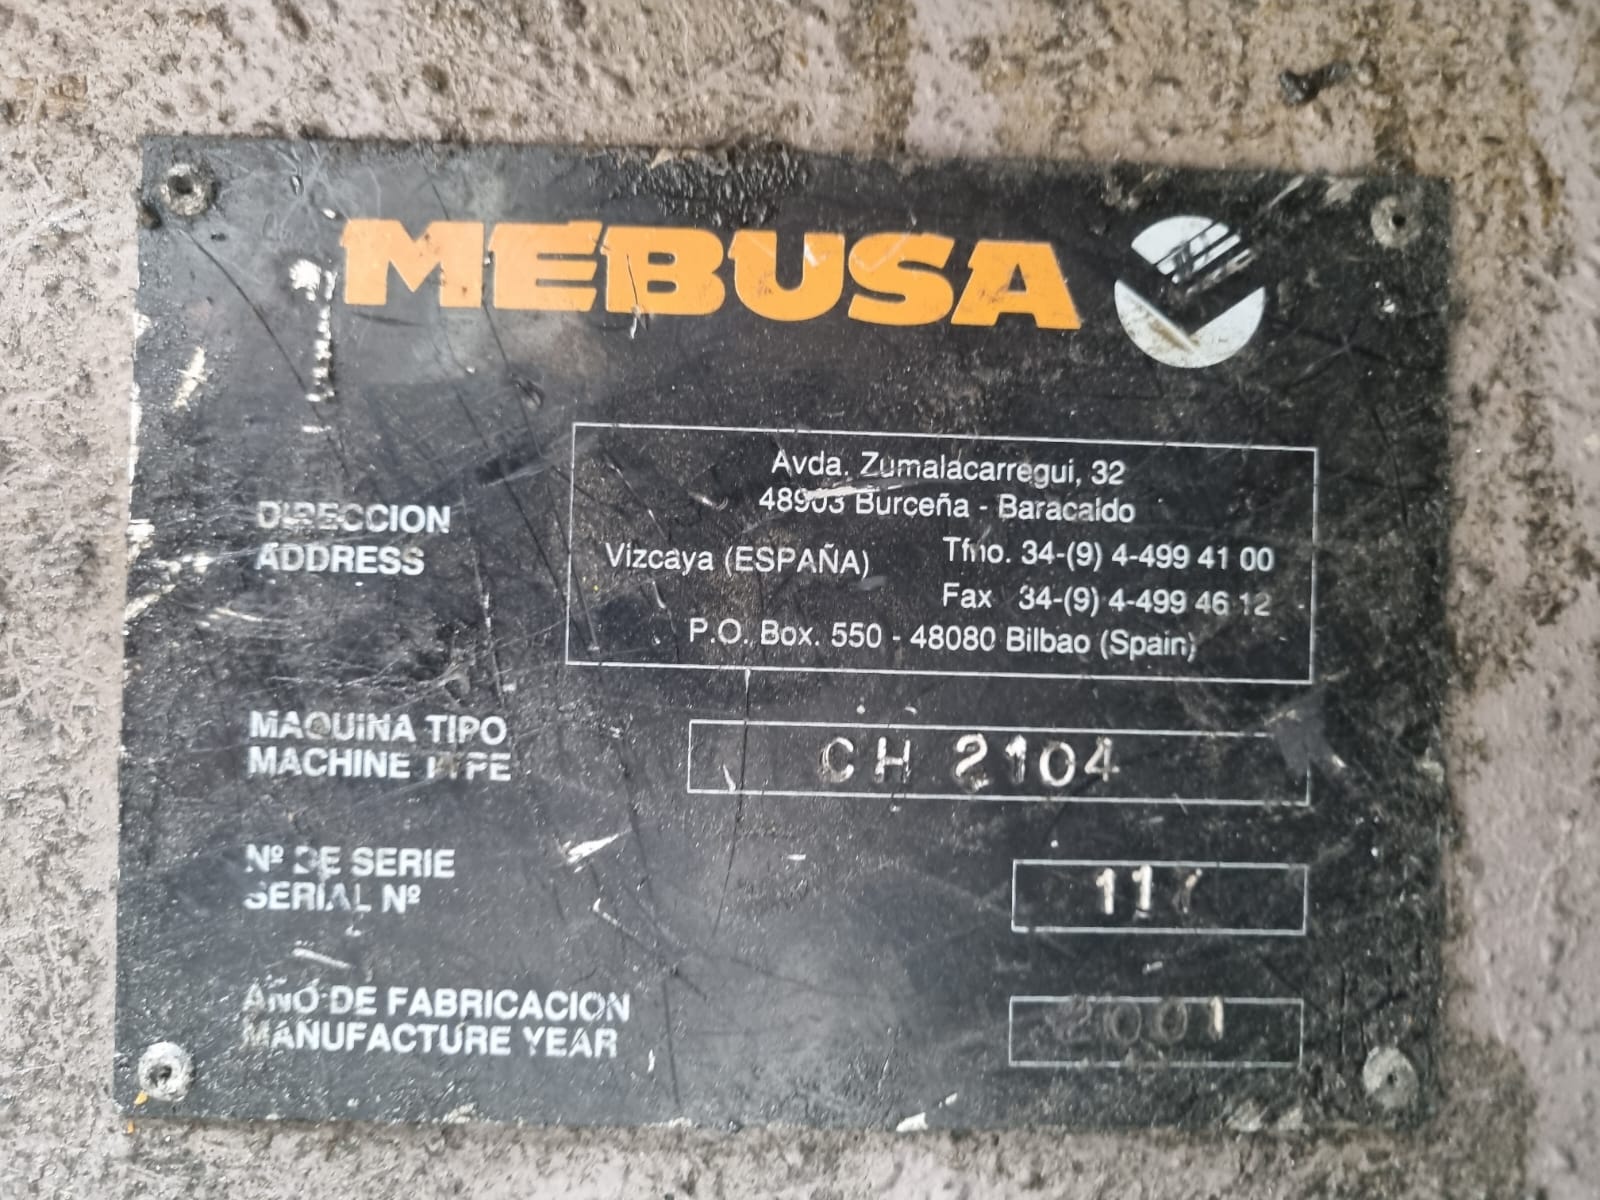 MEBUSA
DIRECCION
ADDRESS
Avda. Zumalacarregui, 32
48903 Burceña - Baracaldo
Vizcaya (ESPAÑA) Tfno. 34-(9) 4-499 41 00
Fax 34-(9) 4-499 46 12
P.O. Box. 550 - 48080 Bilbao (Spain)
MAQUINA TIPO
MACHINE TYPE
CH 2104
Nº DE SERIE
SERIAL Nº
AÑO DE FABRICACION
MANUFACTURE YEAR
2001